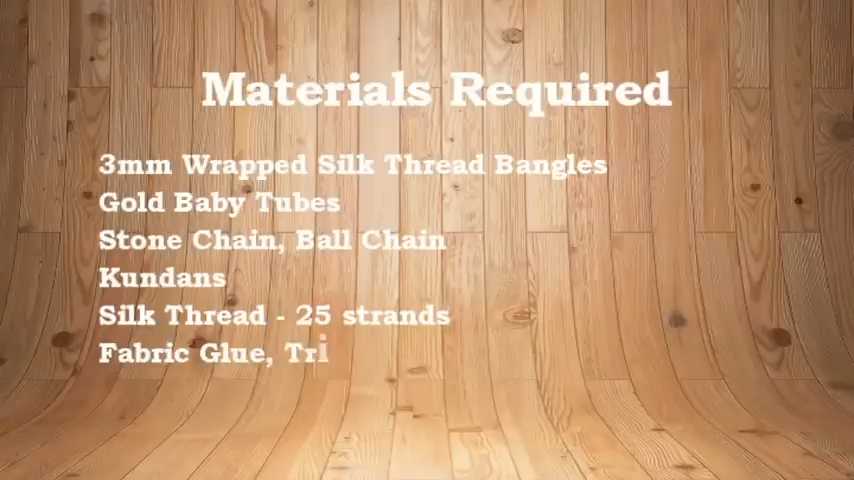 Materials Required
3mm Wrapped Silk Thread Bangles
Gold Baby Tubes
Stone Chain, Ball Chain
Kundans
Silk Thread - 25 strands
Fabric Glue, Tri